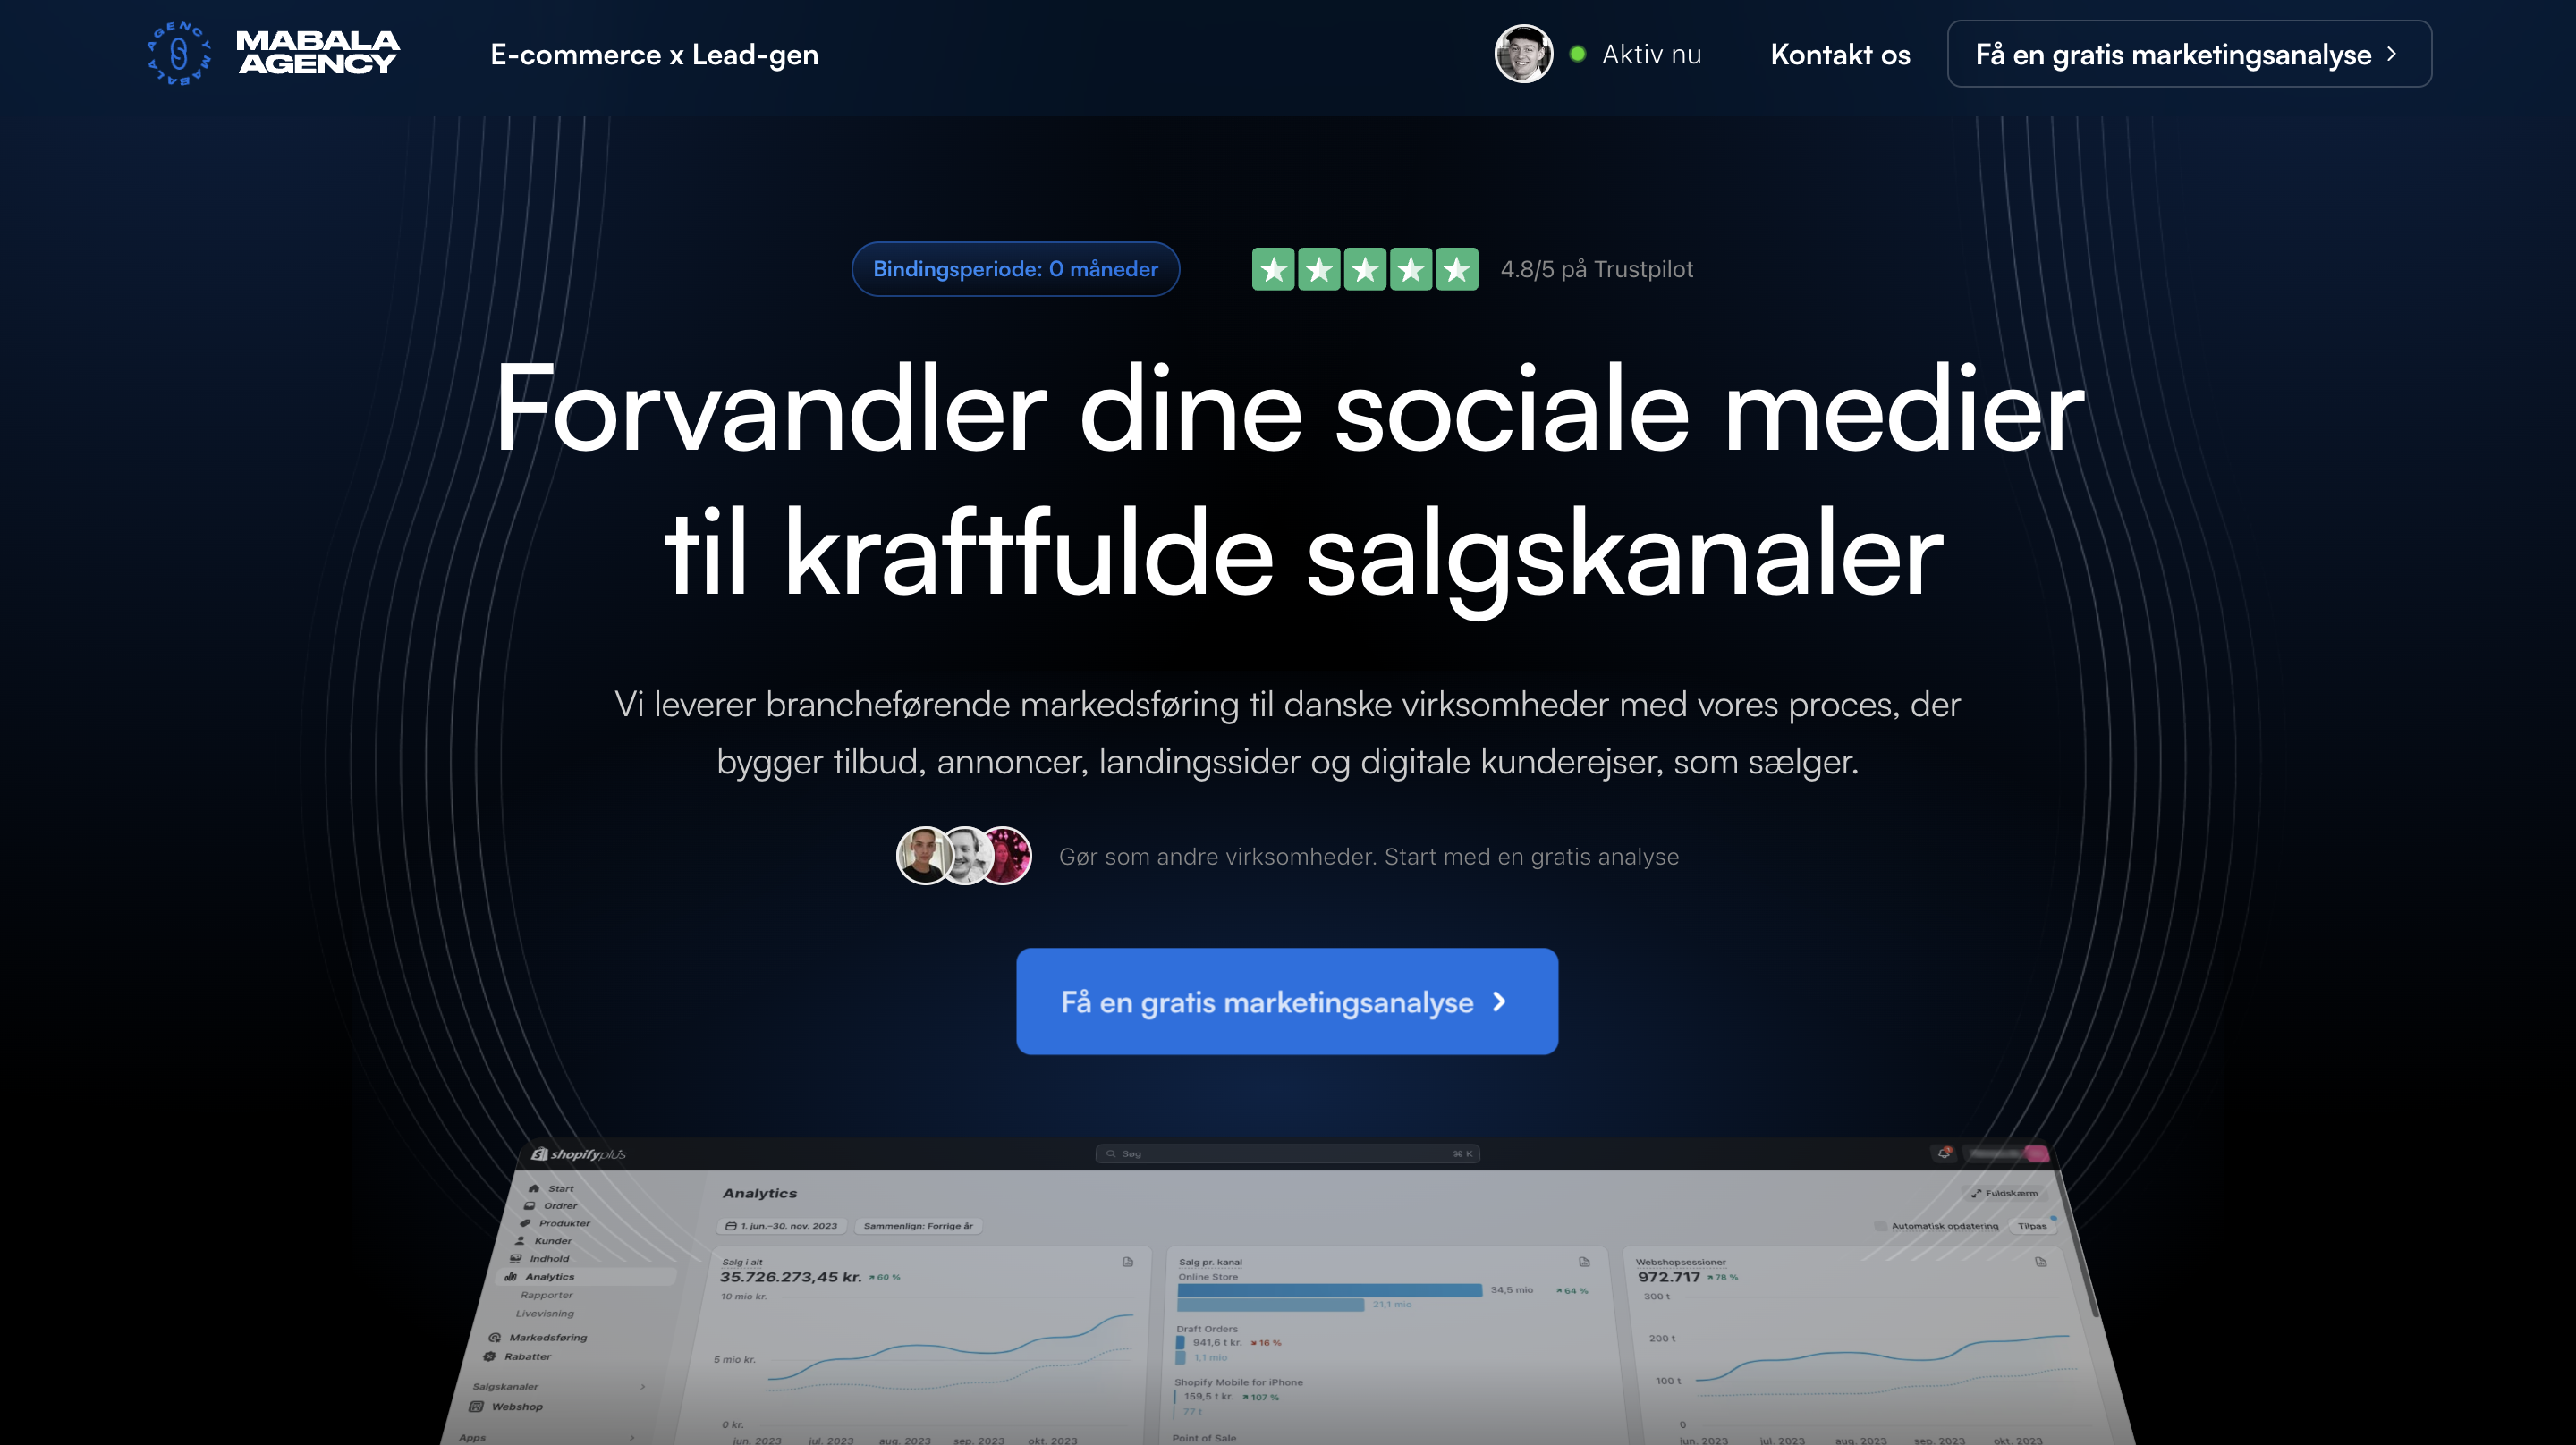 AGENCY MABALA
MABALA
AGENCY
E-commerce x Lead-gen
Aktiv nu
Kontakt os
Få en gratis marketingsanalyse
Bindingsperiode: 0 måneder
4.8/5 på Trustpilot
Forvandler dine sociale medier
til kraftfulde salgskanaler
Vi leverer brancheførende markedsføring til danske virksomheder med vores proces, der
bygger tilbud, annoncer, landingssider og digitale kunderejser, som sælger.
Gør som andre virksomheder. Start med en gratis analyse
Få en gratis marketingsanalyse
shopifyplus
Søg
⌘ K
Start
Ordrer
Produkter
Kunder
Indhold
Analytics
Rapporter
Livevisning
Markedsføring
Rabatter
Salgskanaler
Webshop
Apps
Analytics
Fuldskærm
1. jun.–30. nov. 2023
Sammenlign: Forrige år
Automatisk opdatering
Tilpas
Salg i alt
35.726.273,45 kr. 60 %
10 mio kr.
5 mio kr.
0 kr.
jun. 2023 jul. 2023 aug. 2023 sep. 2023 okt. 2023
Salg pr. kanal
Online Store
34,5 mio 64 %
21,1 mio
Draft Orders
941,6 t kr. 16 %
1,1 mio
Shopify Mobile for iPhone
159,5 t kr. 107 %
77 t
Point of Sale
Webshopsessioner
972.717 78 %
300 t
200 t
100 t
0
jun. 2023 jul. 2023 aug. 2023 sep. 2023 okt. 2023